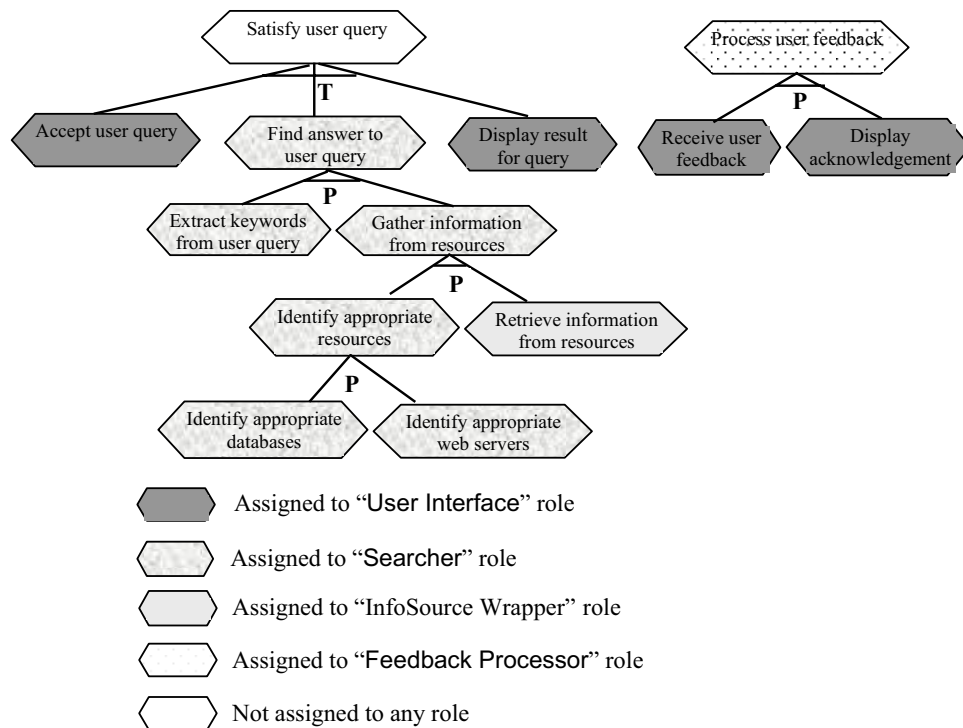 Satisfy user query
Process user feedback
T
P
Accept user query
Find answer to
user query
Display result
for query
Receive user
feedback
Display
acknowledgement
P
Extract keywords
from user query
Gather information
from resources
P
Identify appropriate
resources
Retrieve information
from resources
P
Identify appropriate
databases
Identify appropriate
web servers
Assigned to “User Interface” role
Assigned to “Searcher” role
Assigned to “InfoSource Wrapper” role
Assigned to “Feedback Processor” role
Not assigned to any role